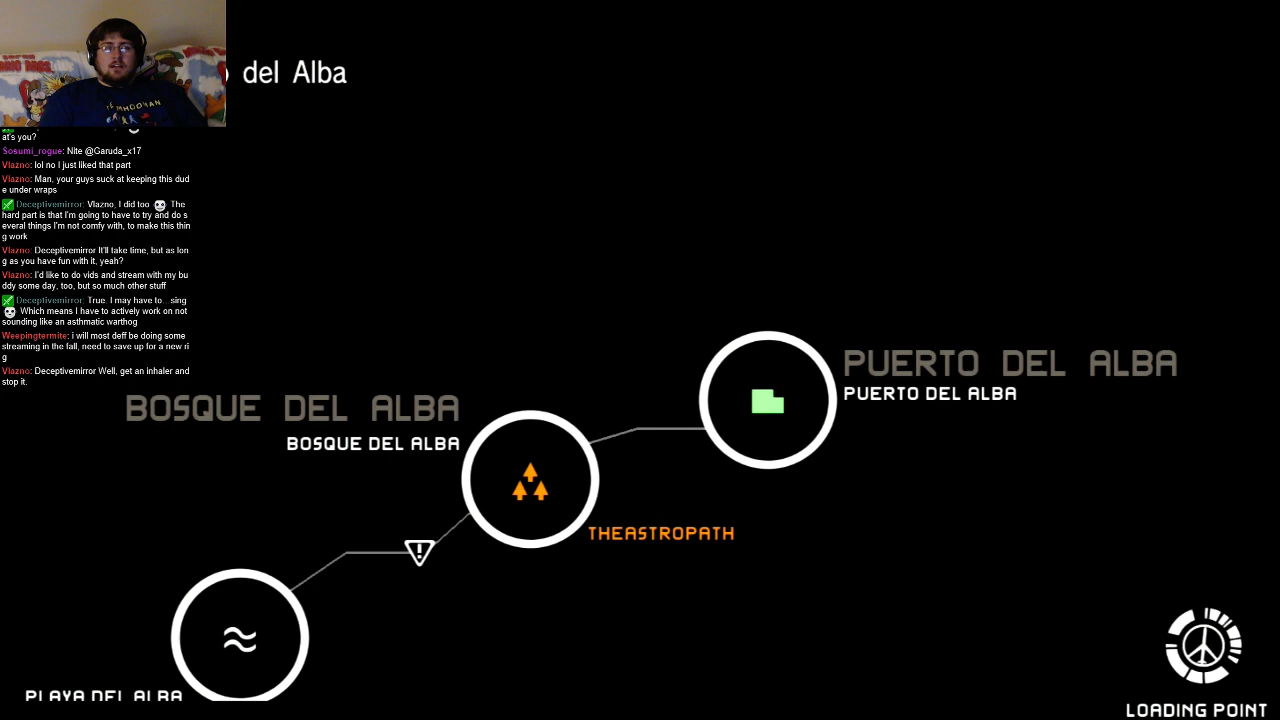 del Alba
at's you?
Sosumi_rogue: Nite @Garuda_x17
Vlazno: lol no I just liked that part
Vlazno: Man, your guys suck at keeping this dud
e under wraps
Deceptivemirror: Vlazno, I did too The
hard part is that I'm going to have to try and do s
everal things I'm not comfy with, to make this thin
g work
Vlazno: Deceptivemirror It'll take time, but as lon
g as you have fun with it, yeah?
Vlazno: I'd like to do vids and stream with my bu
ddy some day, too, but so much other stuff
Deceptivemirror: True. I may have to...sing
Which means I have to actively work on not
sounding like an asthmatic warthog
Weepingtermite: i will most deff be doing some
streaming in the fall, need to save up for a new ri
g
Vlazno: Deceptivemirror Well, get an inhaler and
stop it.
PUERTO DEL ALBA
PUERTO DEL ALBA
BOSQUE DEL ALBA
BOSQUE DEL ALBA
THEASTROPATH
PLAYA DEL ALBA
LOADING POINT